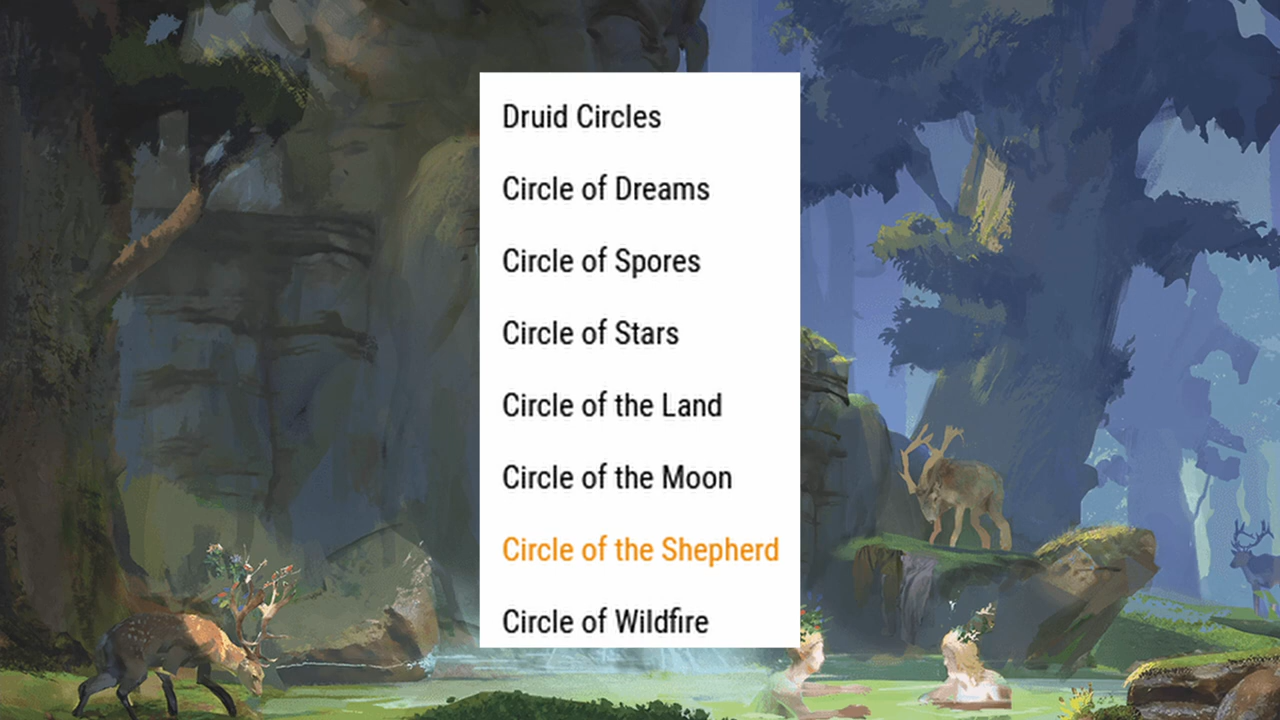 Druid Circles
Circle of Dreams
Circle of Spores
Circle of Stars
Circle of the Land
Circle of the Moon
Circle of the Shepherd
Circle of Wildfire